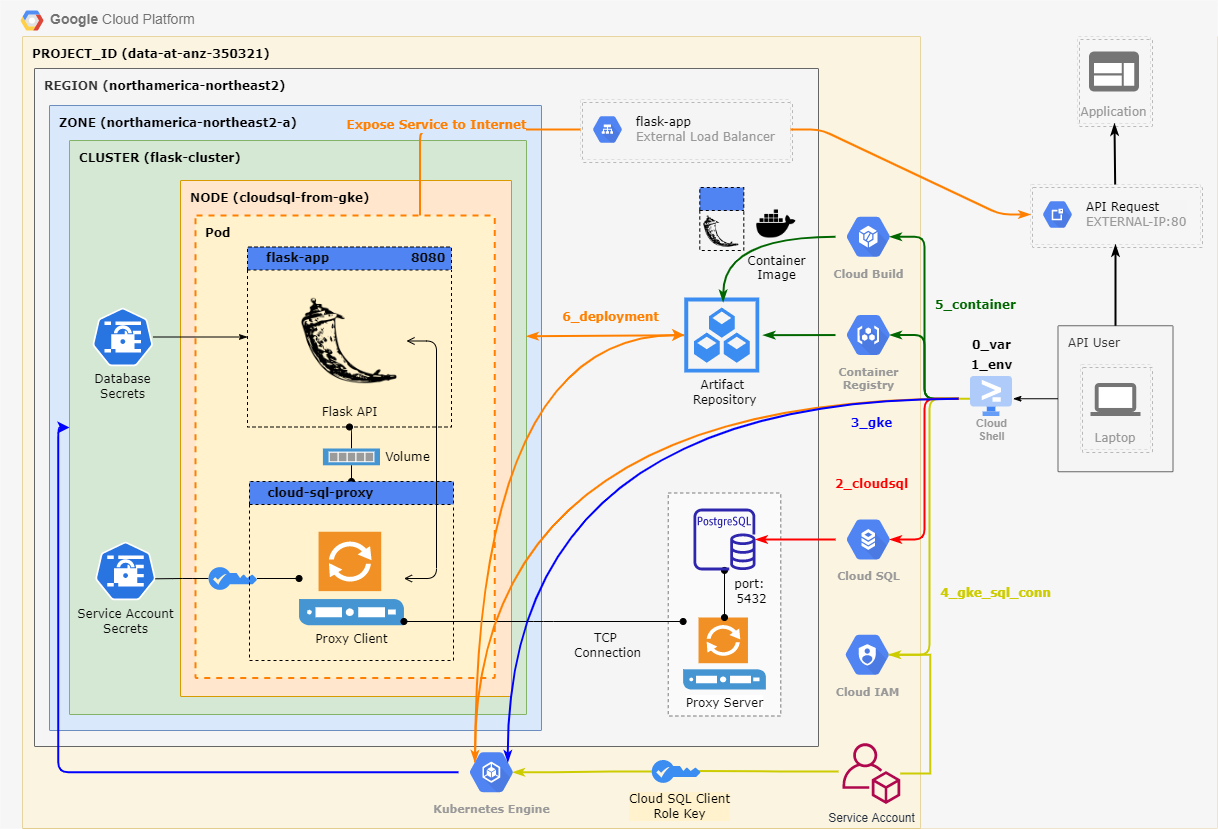 Google Cloud Platform
PROJECT_ID (data-at-anz-350321)
REGION (northamerica-northeast2)
ZONE (northamerica-northeast2-a)
Expose Service to Internet
flask-app
External Load Balancer
Application
CLUSTER (flask-cluster)
NODE (cloudsql-from-gke)
API Request
EXTERNAL-IP:80
Pod
flask-app
8080
Container
Image
Cloud Build
5_container
6_deployment
Database
Secrets
Flask API
Artifact
Repository
Container
Registry
0_var
1_env
Cloud
Shell
API User
Laptop
3_gke
Volume
2_cloudsql
cloud-sql-proxy
PostgreSQL
port:
5432
Cloud SQL
4_gke_sql_conn
Service Account
Secrets
Proxy Client
TCP
Connection
Proxy Server
Cloud IAM
Kubernetes Engine
Cloud SQL Client
Role Key
Service Account